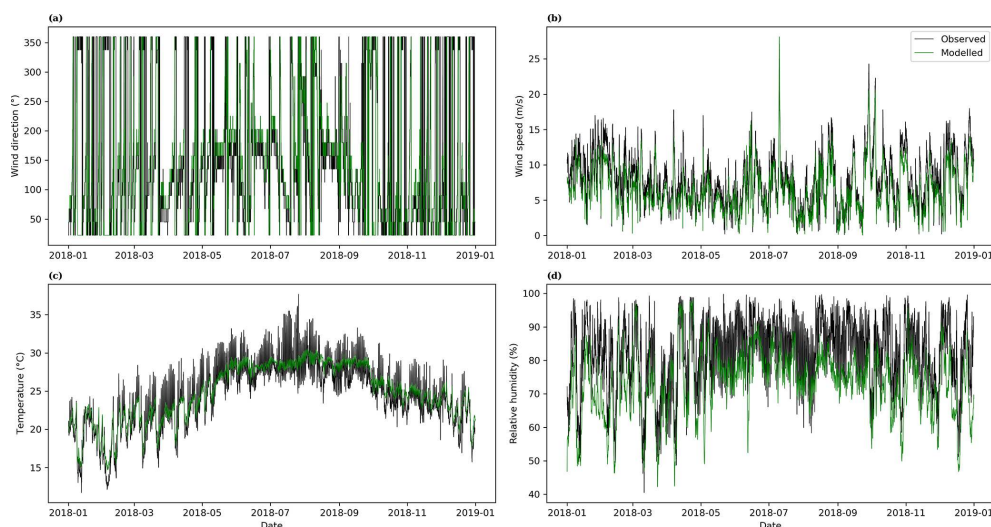 (a)
(b)
350
300
250
200
150
100
50
Wind direction (°)
2018-01 2018-03 2018-05 2018-07 2018-09 2018-11 2019-01
25
20
15
10
5
0
Wind speed (m/s)
Observed
Modelled
2018-01 2018-03 2018-05 2018-07 2018-09 2018-11 2019-01
(c)
(d)
35
30
25
20
15
Temperature (°C)
2018-01 2018-03 2018-05 2018-07 2018-09 2018-11 2019-01
Date
100
90
80
70
60
50
40
Relative humidity (%)
2018-01 2018-03 2018-05 2018-07 2018-09 2018-11 2019-01
Date